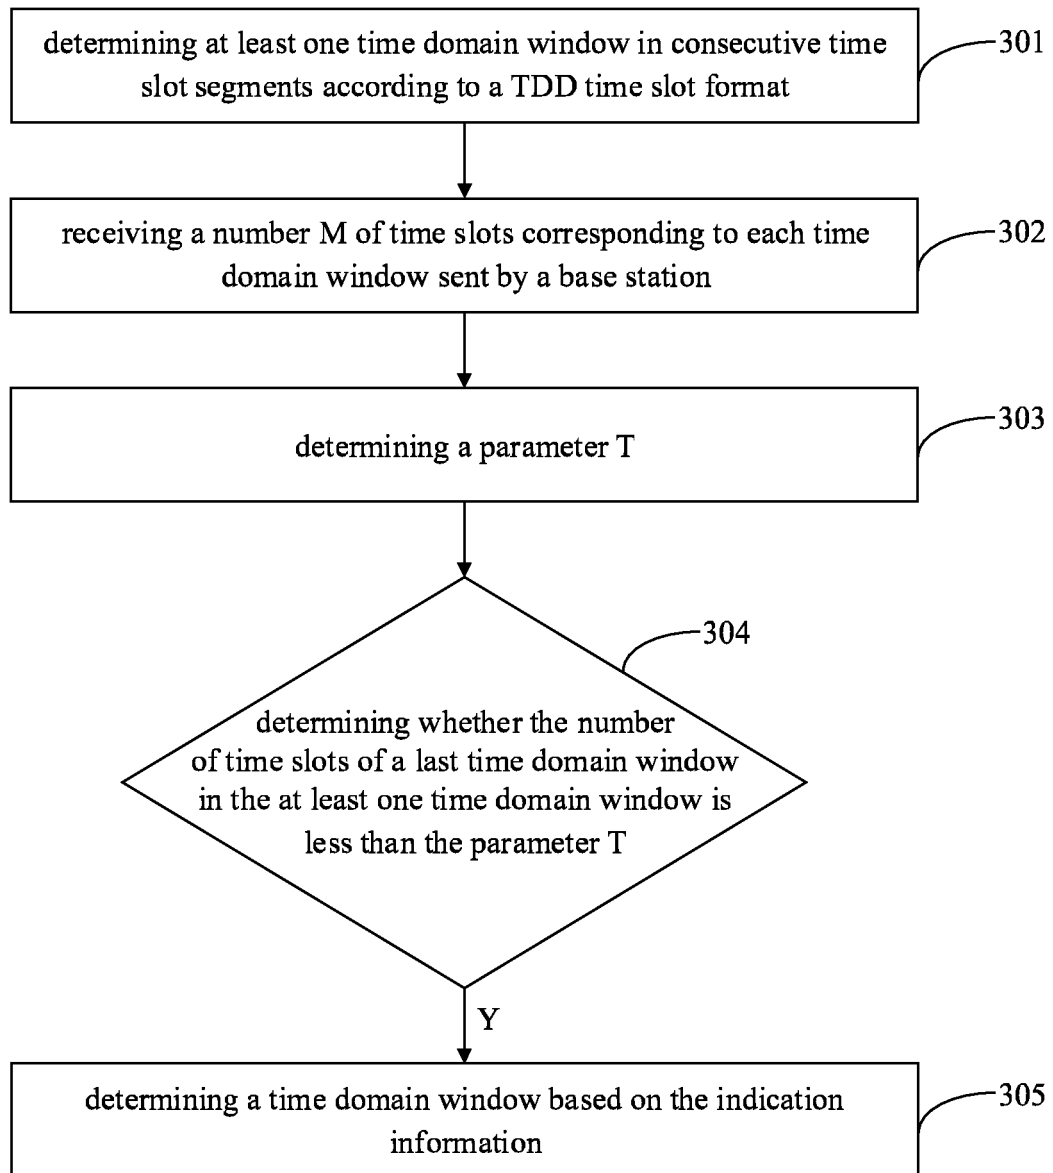 determining at least one time domain window in consecutive time
slot segments according to a TDD time slot format
301
receiving a number M of time slots corresponding to each time
domain window sent by a base station
302
determining a parameter T
303
304
determining whether the number
of time slots of a last time domain window
in the at least one time domain window is
less than the parameter T
Y
determining a time domain window based on the indication
information
305